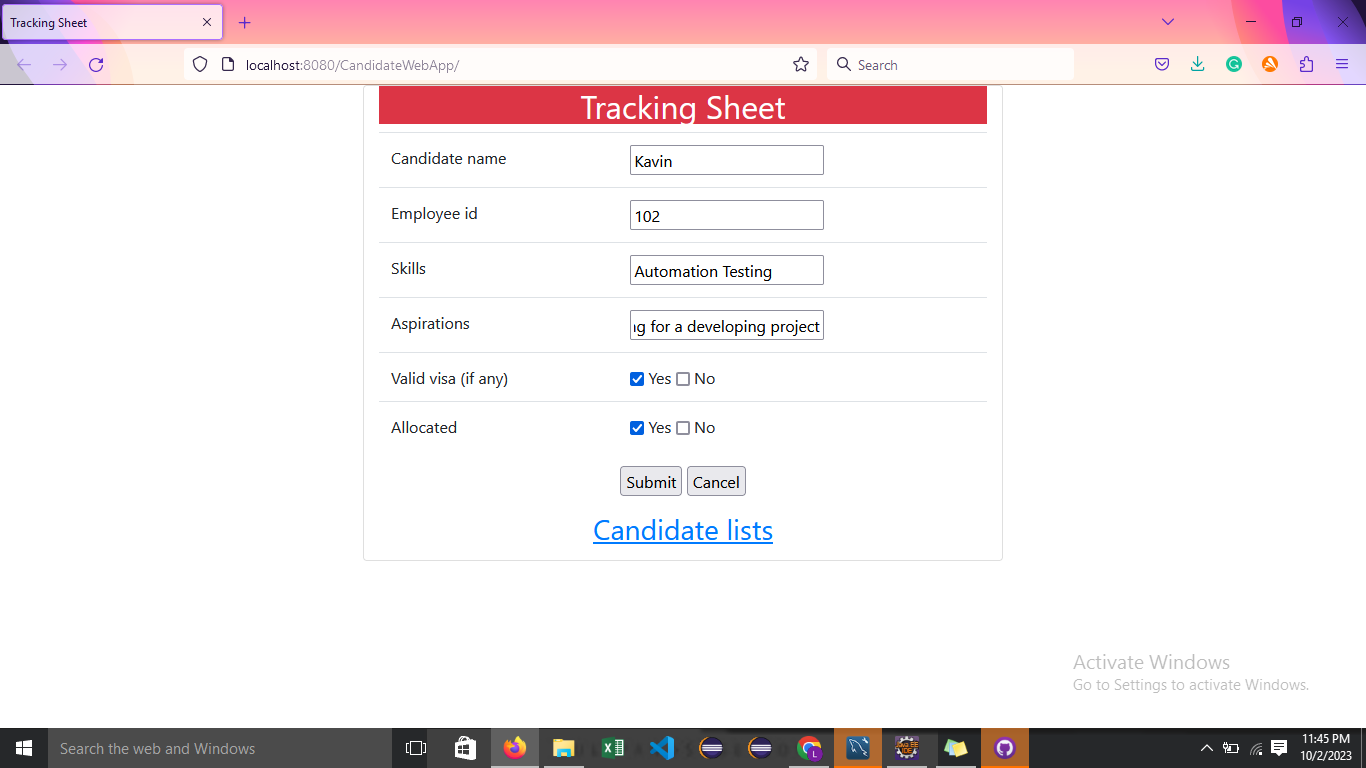 Tracking Sheet
localhost:8080/CandidateWebApp/
Search
Tracking Sheet
Candidate name Kavin
Employee id 102
Skills Automation Testing
Aspirations g for a developing project
Valid visa (if any) Yes No
Allocated Yes No
Submit Cancel
Candidate lists
Activate Windows
Go to Settings to activate Windows.
Search the web and Windows
L
11:45 PM
10/2/2023